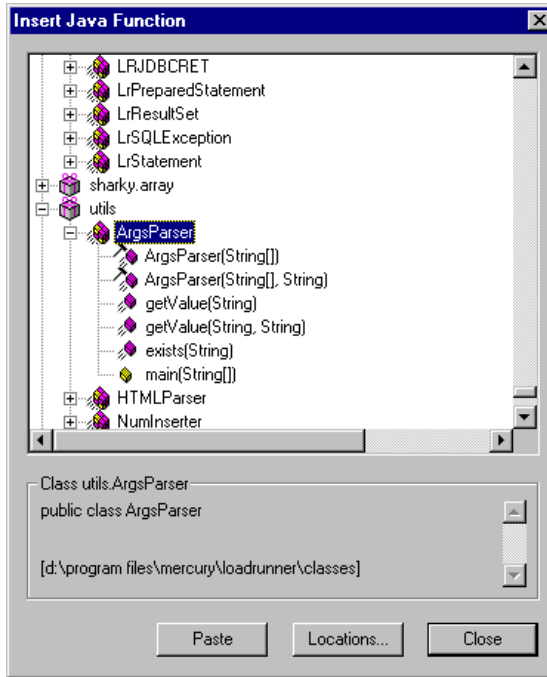 Insert Java Function
LRJDBCRET
LrPreparedStatement
LrResultSet
LrSQLException
LrStatement
sharky.array
utils
ArgsParser
ArgsParser(String[])
ArgsParser(String[], String)
getValue(String)
getValue(String, String)
exists(String)
main(String[])
HTMLParser
NumInserter
Class utils.ArgsParser
public class ArgsParser
[d:\program files\mercury\loadrunner\classes]
Paste Locations... Close